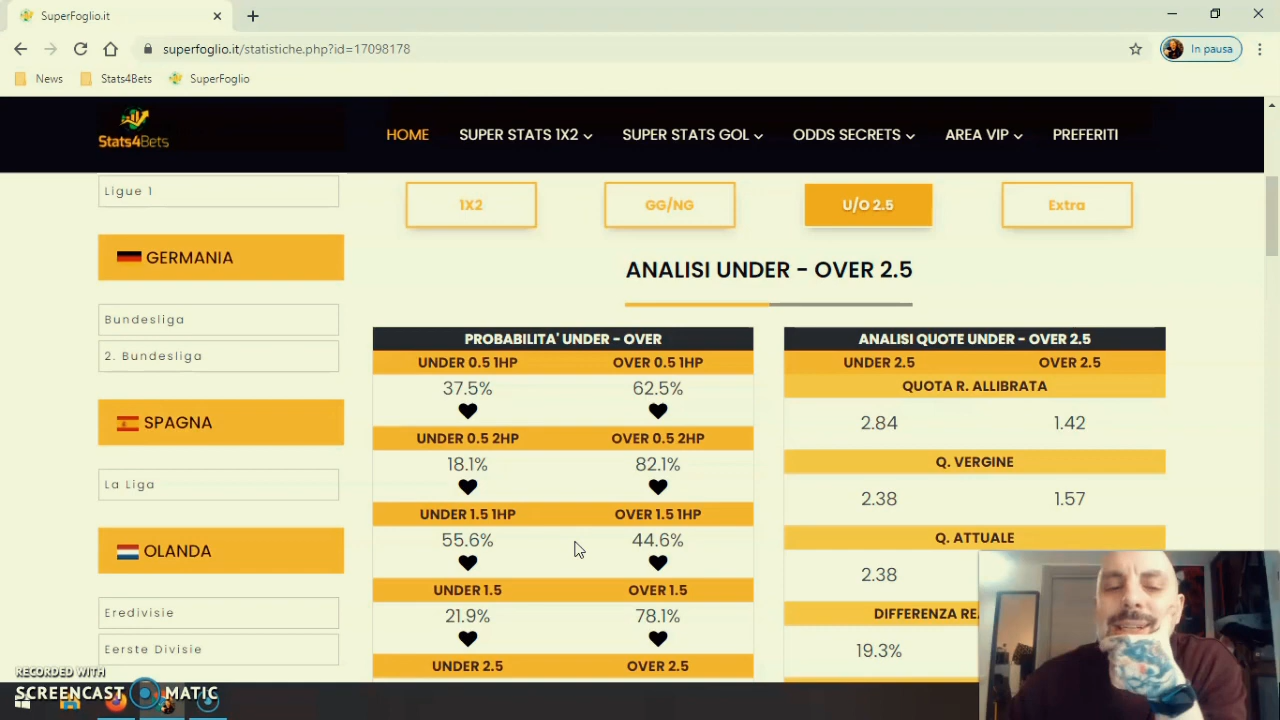 SuperFoglio.it
superfoglio.it/statistiche.php?id=17098178
In pausa
News Stats4Bets SuperFoglio
Stats4Bets
HOME SUPER STATS 1X2 SUPER STATS GOL ODDS SECRETS AREA VIP PREFERITI
Ligue 1
GERMANIA
Bundesliga
2. Bundesliga
SPAGNA
La Liga
OLANDA
Eredivisie
Eerste Divisie
1X2 GG/NG U/O 2.5 Extra
ANALISI UNDER - OVER 2.5
PROBABILITA' UNDER - OVER
UNDER 0.5 1HP OVER 0.5 1HP
37.5% 62.5%
UNDER 0.5 2HP OVER 0.5 2HP
18.1% 82.1%
UNDER 1.5 1HP OVER 1.5 1HP
55.6% 44.6%
UNDER 1.5 OVER 1.5
21.9% 78.1%
UNDER 2.5 OVER 2.5
ANALISI QUOTE UNDER - OVER 2.5
UNDER 2.5 OVER 2.5
QUOTA R. ALLIBRATA
2.84 1.42
Q. VERGINE
2.38 1.57
Q. ATTUALE
2.38
DIFFERENZA
19.3%
RECORDED WITH
SCREENCAST MATIC